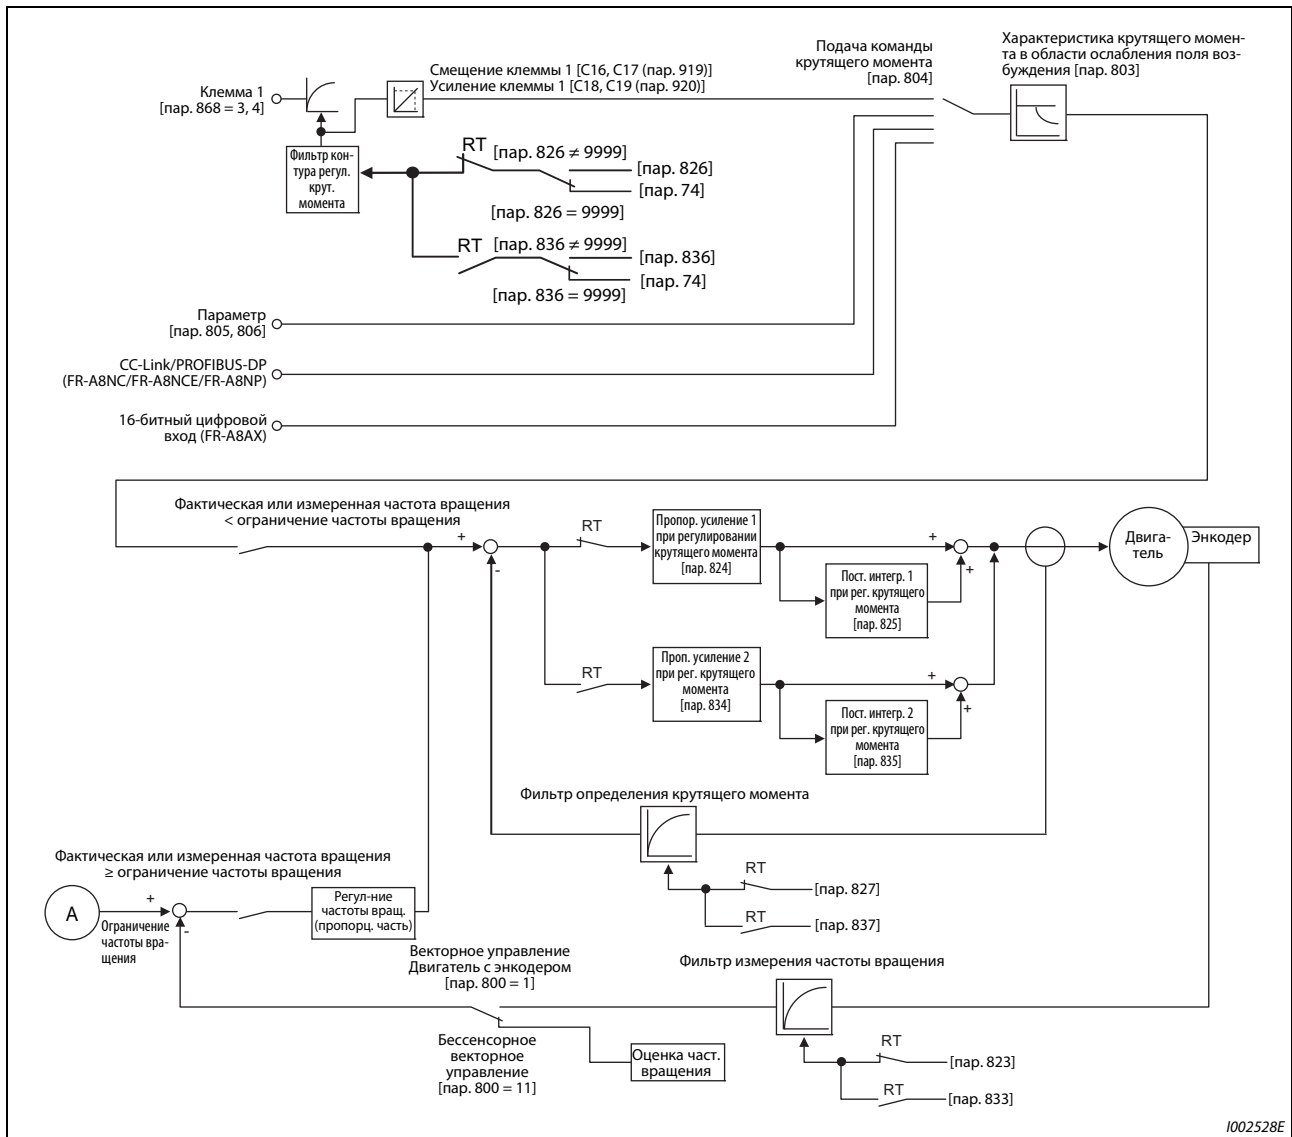 Подача команды
крутящего момента
[пар. 804]
Характеристика крутящего момен-
та в области ослабления поля воз-
буждения [пар. 803]
Клемма 1
[пар. 868 = 3, 4]
Смещение клеммы 1 [C16, C17 (пар. 919)]
Усиление клеммы 1 [C18, C19 (пар. 920)]
Фильтр кон-
тура регул.
крут.
момента
RT
[пар. 826 ≠ 9999]
[пар. 826]
[пар. 74]
[пар. 826 = 9999]
RT
[пар. 836 ≠ 9999]
[пар. 836]
[пар. 74]
[пар. 836 = 9999]
Параметр
[пар. 805, 806]
CC-Link/PROFIBUS-DP
(FR-A8NC/FR-A8NCE/FR-A8NP)
16-битный цифровой
вход (FR-A8AX)
Фактическая или измеренная частота вращения
< ограничение частоты вращения
+
-
RT
Пропор. усиление 1
при регулировании
крутящего момента
[пар. 824]
+
+
Пост. интегр. 1
при рег. крутящего
момента
[пар. 825]
Двига-
тель
Энкодер
RT
Проп. усиление 2
при рег. крутящего
момента
[пар. 834]
+
+
Пост. интегр. 2
при рег. крутящего
момента
[пар. 835]
Фильтр определения крутящего момента
RT
[пар. 827]
RT
[пар. 837]
Фактическая или измеренная частота вращения
≥ ограничение частоты вращения
A
+
-
Ограничение
частоты вра-
щения
Регул-ние
частоты вращ.
(пропорц. часть)
Векторное управление
Двигатель с энкодером
[пар. 800 = 1]
Фильтр измерения частоты вращения
Бессенсорное
векторное
управление
[пар. 800 = 11]
Оценка част.
вращения
RT
[пар. 823]
RT
[пар. 833]
I002528E